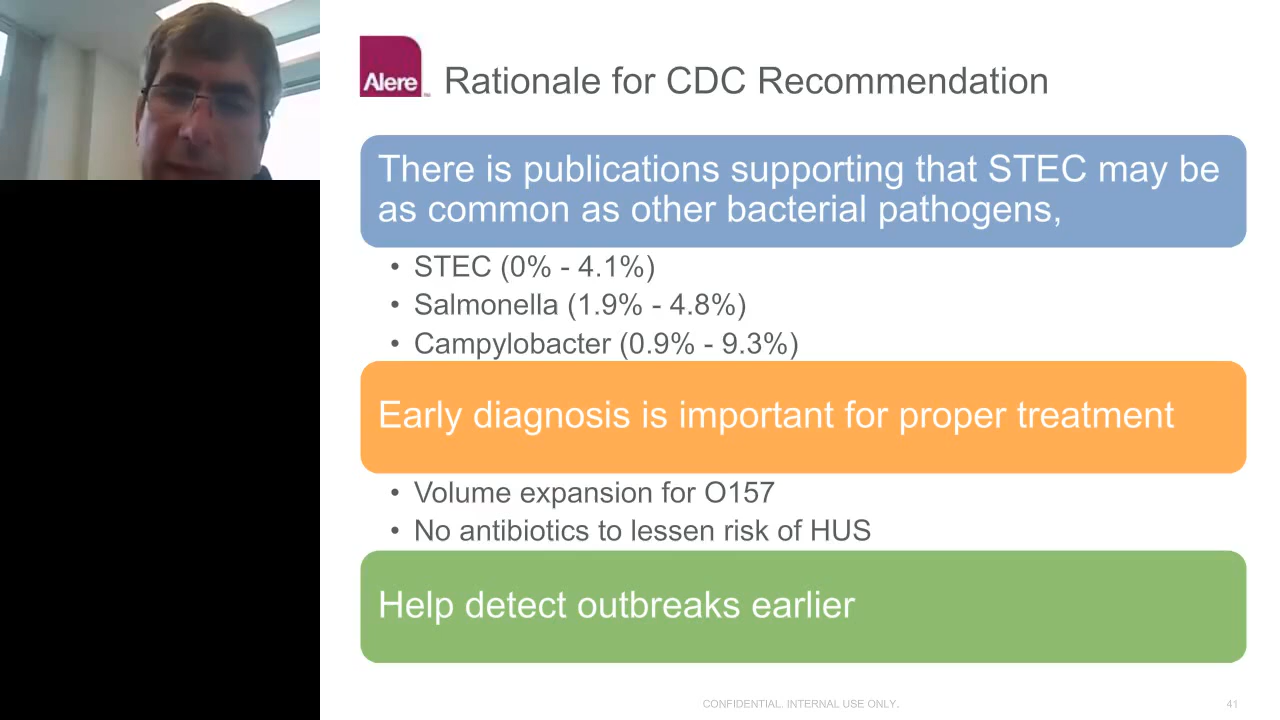 Alere
Rationale for CDC Recommendation
There is publications supporting that STEC may be
as common as other bacterial pathogens,
• STEC (0% - 4.1%)
• Salmonella (1.9% - 4.8%)
• Campylobacter (0.9% - 9.3%)
Early diagnosis is important for proper treatment
• Volume expansion for O157
• No antibiotics to lessen risk of HUS
Help detect outbreaks earlier
CONFIDENTIAL. INTERNAL USE ONLY.
41